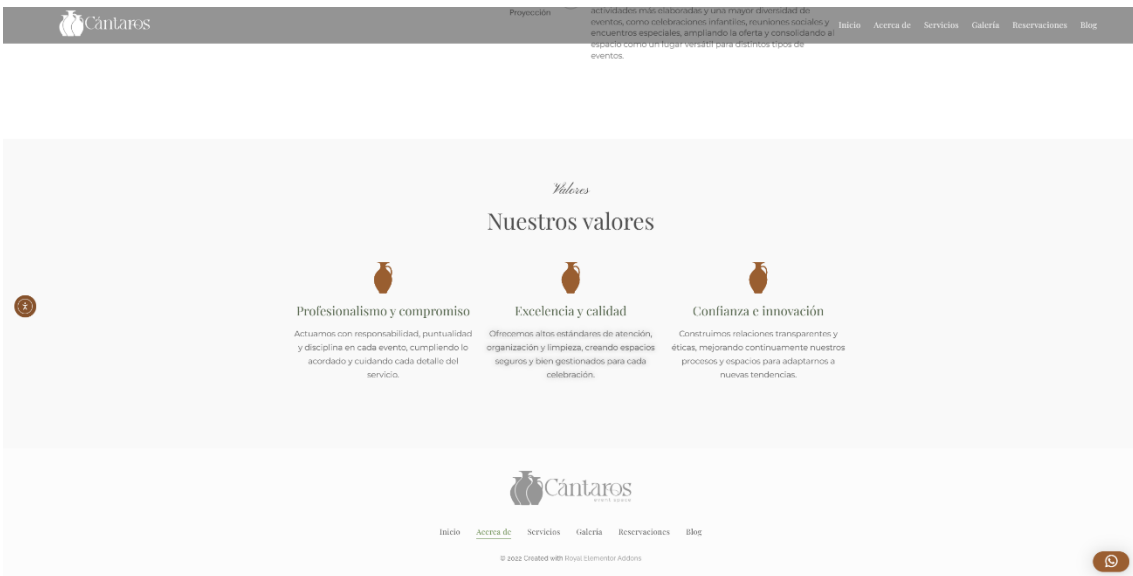 actividades más elaboradas y una mayor diversidad de
Proyección
eventos, como celebraciones infantiles, reuniones sociales y
encuentros especiales, ampliando la oferta y consolidando al
espacio como un lugar versátil para distintos tipos de
eventos.
Cántaros
Inicio Acerca de Servicios Galería Reservaciones Blog
Valores
Nuestros valores
Profesionalismo y compromiso
Actuamos con responsabilidad, puntualidad
y disciplina en cada evento, cumpliendo lo
acordado y cuidando cada detalle del
servicio.
Excelencia y calidad
Ofrecemos altos estándares de atención,
organización y limpieza, creando espacios
seguros y bien gestionados para cada
celebración.
Confianza e innovación
Construimos relaciones transparentes y
éticas, mejorando continuamente nuestros
procesos y espacios para adaptarnos a
nuevas tendencias.
Cántaros
event space
Inicio Acerca de Servicios Galería Reservaciones Blog
© 2022 Created with Royal Elementor Addons